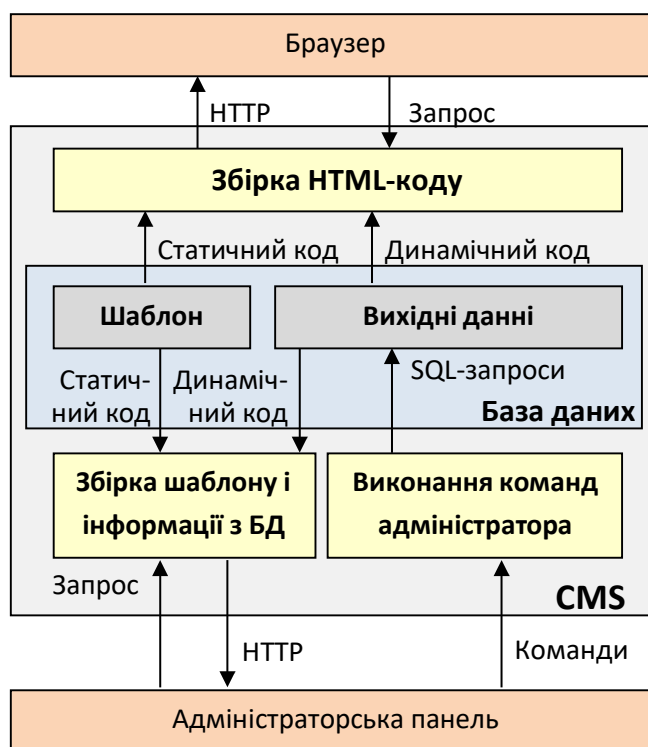 Браузер
HTTP
Запрос
Збірка HTML-коду
Статичний код
Динамічний код
Шаблон
Вихідні данні
Статич-
ний код
Динаміч-
ний код
SQL-запроси
База даних
Збірка шаблону і
інформації з БД
Виконання команд
адміністратора
Запрос
CMS
HTTP
Команди
Адміністраторська панель